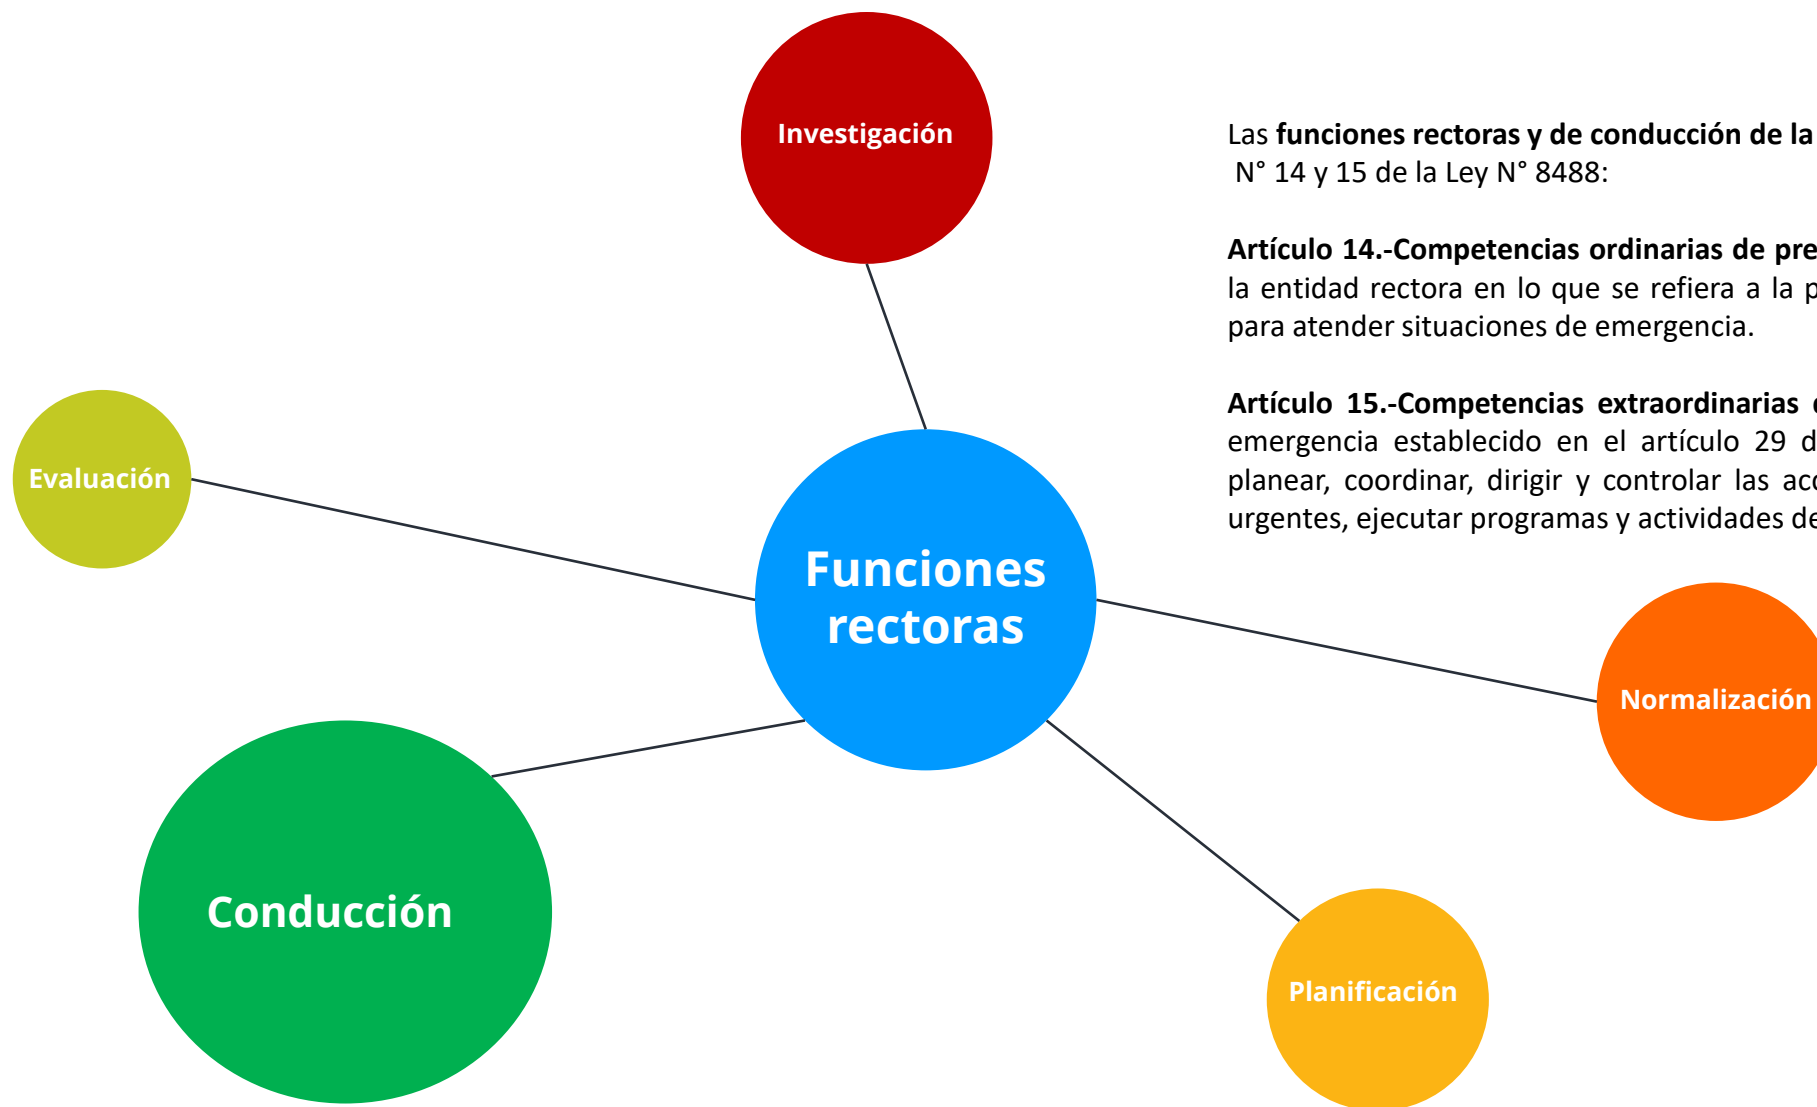 Investigación
Las funciones rectoras y de conducción de la
N° 14 y 15 de la Ley N° 8488:
Artículo 14.-Competencias ordinarias de pre
la entidad rectora en lo que se refiera a la p
para atender situaciones de emergencia.
Artículo 15.-Competencias extraordinarias
emergencia establecido en el artículo 29 d
planear, coordinar, dirigir y controlar las acc
urgentes, ejecutar programas y actividades de
Evaluación
Funciones
rectoras
Normalización
Conducción
Planificación